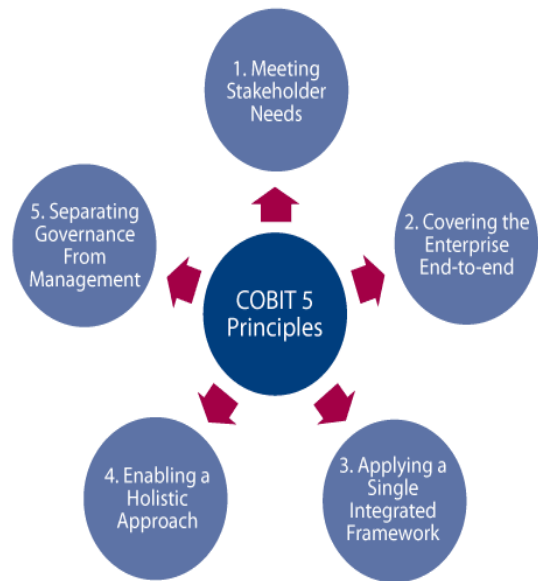 1. Meeting
Stakeholder
Needs
2. Covering the
Enterprise
End-to-end
3. Applying a
Single
Integrated
Framework
4. Enabling a
Holistic
Approach
5. Separating
Governance
From
Management
COBIT 5
Principles